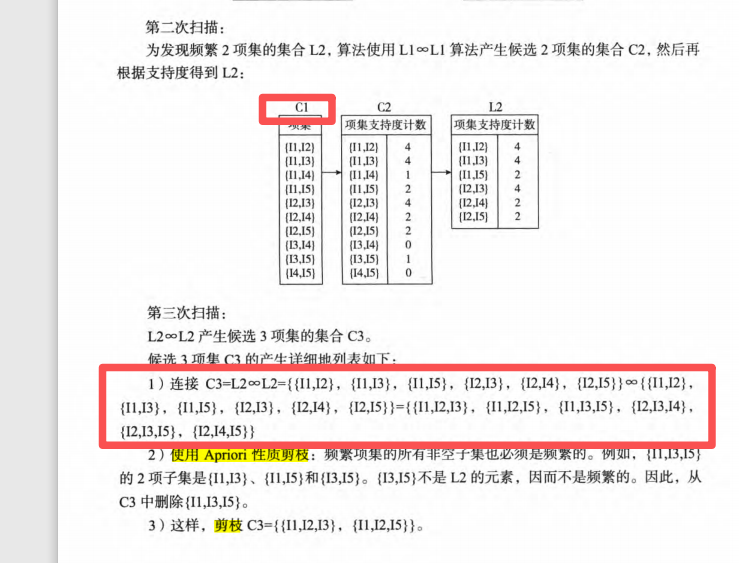 第二次扫描:
为发现频繁 2 项集的集合 L2, 算法使用 L1∞L1 算法产生候选 2 项集的集合 C2, 然后再
根据支持度得到 L2:
C1 C2 L2
项集 项集支持度计数 项集支持度计数
{I1,I2} {I1,I2} 4 {I1,I2} 4
{I1,I3} {I1,I3} 4 {I1,I3} 4
{I1,I4} {I1,I4} 1 {I1,I5} 2
{I1,I5} {I1,I5} 2 {I2,I3} 4
{I2,I3} {I2,I3} 4 {I2,I4} 2
{I2,I4} {I2,I4} 2 {I2,I5} 2
{I2,I5} {I2,I5} 2
{I3,I4} {I3,I4} 0
{I3,I5} {I3,I5} 1
{I4,I5} {I4,I5} 0
第三次扫描:
L2∞L2 产生候选 3 项集的集合 C3。
候选 3 项集 C3 的产生详细地列表如下:
1）连接 C3=L2∞L2={{I1,I2}, {I1,I3}, {I1,I5}, {I2,I3}, {I2,I4}, {I2,I5}}∞{{I1,I2},
{I1,I3}, {I1,I5}, {I2,I3}, {I2,I4}, {I2,I5}}={{I1,I2,I3}, {I1,I2,I5}, {I1,I3,I5}, {I2,I3,I4},
{I2,I3,I5}, {I2,I4,I5}}
2）使用 Apriori 性质剪枝: 频繁项集的所有非空子集也必须是频繁的。例如, {I1,I3,I5}
的 2 项子集是{I1,I3}、{I1,I5}和{I3,I5}。{I3,I5}不是 L2 的元素, 因而不是频繁的。因此, 从
C3 中删除{I1,I3,I5}。
3）这样, 剪枝 C3={{I1,I2,I3}, {I1,I2,I5}}。